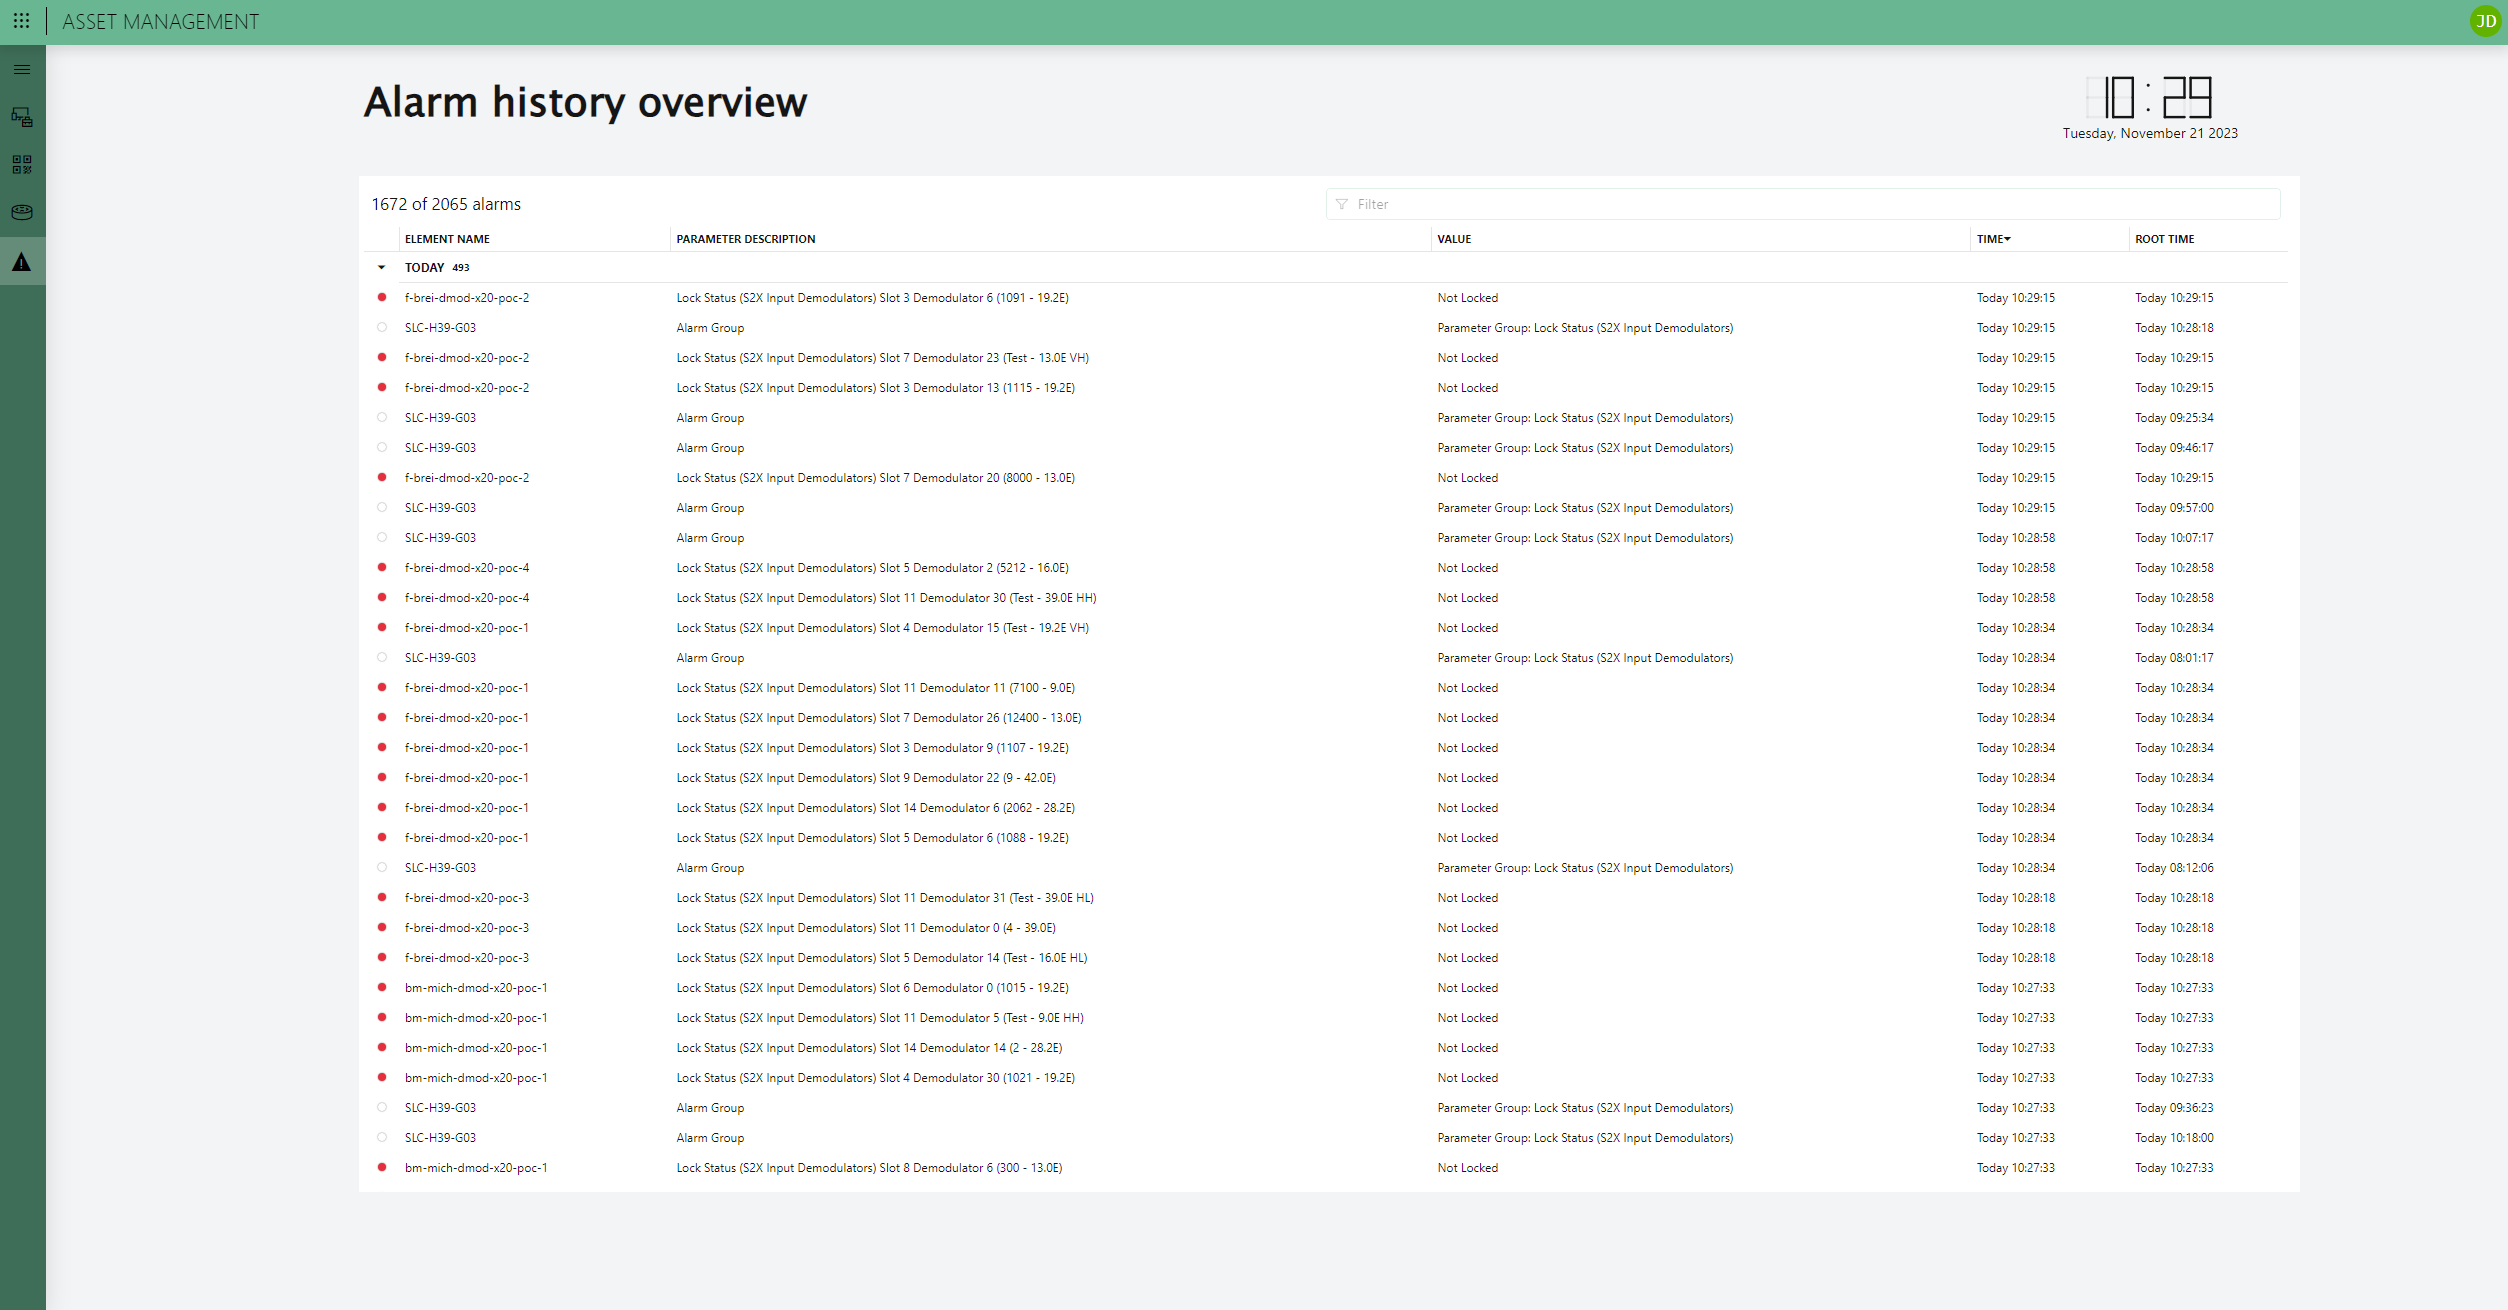 ASSET MANAGEMENT
JD
Alarm history overview
10:29
Tuesday, November 21 2023
1672 of 2065 alarms
Filter
ELEMENT NAME PARAMETER DESCRIPTION VALUE TIME ROOT TIME
TODAY 493
f-brei-dmod-x20-poc-2 Lock Status (S2X Input Demodulators) Slot 3 Demodulator 6 (1091 - 19.2E) Not Locked Today 10:29:15 Today 10:29:15
SLC-H39-G03 Alarm Group Parameter Group: Lock Status (S2X Input Demodulators) Today 10:29:15 Today 10:28:18
f-brei-dmod-x20-poc-2 Lock Status (S2X Input Demodulators) Slot 7 Demodulator 23 (Test - 13.0E VH) Not Locked Today 10:29:15 Today 10:29:15
f-brei-dmod-x20-poc-2 Lock Status (S2X Input Demodulators) Slot 3 Demodulator 13 (1115 - 19.2E) Not Locked Today 10:29:15 Today 10:29:15
SLC-H39-G03 Alarm Group Parameter Group: Lock Status (S2X Input Demodulators) Today 10:29:15 Today 09:25:34
SLC-H39-G03 Alarm Group Parameter Group: Lock Status (S2X Input Demodulators) Today 10:29:15 Today 09:46:17
f-brei-dmod-x20-poc-2 Lock Status (S2X Input Demodulators) Slot 7 Demodulator 20 (8000 - 13.0E) Not Locked Today 10:29:15 Today 10:29:15
SLC-H39-G03 Alarm Group Parameter Group: Lock Status (S2X Input Demodulators) Today 10:29:15 Today 09:57:00
SLC-H39-G03 Alarm Group Parameter Group: Lock Status (S2X Input Demodulators) Today 10:28:58 Today 10:07:17
f-brei-dmod-x20-poc-4 Lock Status (S2X Input Demodulators) Slot 5 Demodulator 2 (5212 - 16.0E) Not Locked Today 10:28:58 Today 10:28:58
f-brei-dmod-x20-poc-4 Lock Status (S2X Input Demodulators) Slot 11 Demodulator 30 (Test - 39.0E HH) Not Locked Today 10:28:58 Today 10:28:58
f-brei-dmod-x20-poc-1 Lock Status (S2X Input Demodulators) Slot 4 Demodulator 15 (Test - 19.2E VH) Not Locked Today 10:28:34 Today 10:28:34
SLC-H39-G03 Alarm Group Parameter Group: Lock Status (S2X Input Demodulators) Today 10:28:34 Today 08:01:17
f-brei-dmod-x20-poc-1 Lock Status (S2X Input Demodulators) Slot 11 Demodulator 11 (7100 - 9.0E) Not Locked Today 10:28:34 Today 10:28:34
f-brei-dmod-x20-poc-1 Lock Status (S2X Input Demodulators) Slot 7 Demodulator 26 (12400 - 13.0E) Not Locked Today 10:28:34 Today 10:28:34
f-brei-dmod-x20-poc-1 Lock Status (S2X Input Demodulators) Slot 3 Demodulator 9 (1107 - 19.2E) Not Locked Today 10:28:34 Today 10:28:34
f-brei-dmod-x20-poc-1 Lock Status (S2X Input Demodulators) Slot 9 Demodulator 22 (9 - 42.0E) Not Locked Today 10:28:34 Today 10:28:34
f-brei-dmod-x20-poc-1 Lock Status (S2X Input Demodulators) Slot 14 Demodulator 6 (2062 - 28.2E) Not Locked Today 10:28:34 Today 10:28:34
f-brei-dmod-x20-poc-1 Lock Status (S2X Input Demodulators) Slot 5 Demodulator 6 (1088 - 19.2E) Not Locked Today 10:28:34 Today 10:28:34
SLC-H39-G03 Alarm Group Parameter Group: Lock Status (S2X Input Demodulators) Today 10:28:34 Today 08:12:06
f-brei-dmod-x20-poc-3 Lock Status (S2X Input Demodulators) Slot 11 Demodulator 31 (Test - 39.0E HL) Not Locked Today 10:28:18 Today 10:28:18
f-brei-dmod-x20-poc-3 Lock Status (S2X Input Demodulators) Slot 11 Demodulator 0 (4 - 39.0E) Not Locked Today 10:28:18 Today 10:28:18
f-brei-dmod-x20-poc-3 Lock Status (S2X Input Demodulators) Slot 5 Demodulator 14 (Test - 16.0E HL) Not Locked Today 10:28:18 Today 10:28:18
bm-mich-dmod-x20-poc-1 Lock Status (S2X Input Demodulators) Slot 6 Demodulator 0 (1015 - 19.2E) Not Locked Today 10:27:33 Today 10:27:33
bm-mich-dmod-x20-poc-1 Lock Status (S2X Input Demodulators) Slot 11 Demodulator 5 (Test - 9.0E HH) Not Locked Today 10:27:33 Today 10:27:33
bm-mich-dmod-x20-poc-1 Lock Status (S2X Input Demodulators) Slot 14 Demodulator 14 (2 - 28.2E) Not Locked Today 10:27:33 Today 10:27:33
bm-mich-dmod-x20-poc-1 Lock Status (S2X Input Demodulators) Slot 4 Demodulator 30 (1021 - 19.2E) Not Locked Today 10:27:33 Today 10:27:33
SLC-H39-G03 Alarm Group Parameter Group: Lock Status (S2X Input Demodulators) Today 10:27:33 Today 09:36:23
SLC-H39-G03 Alarm Group Parameter Group: Lock Status (S2X Input Demodulators) Today 10:27:33 Today 10:18:00
bm-mich-dmod-x20-poc-1 Lock Status (S2X Input Demodulators) Slot 8 Demodulator 6 (300 - 13.0E) Not Locked Today 10:27:33 Today 10:27:33